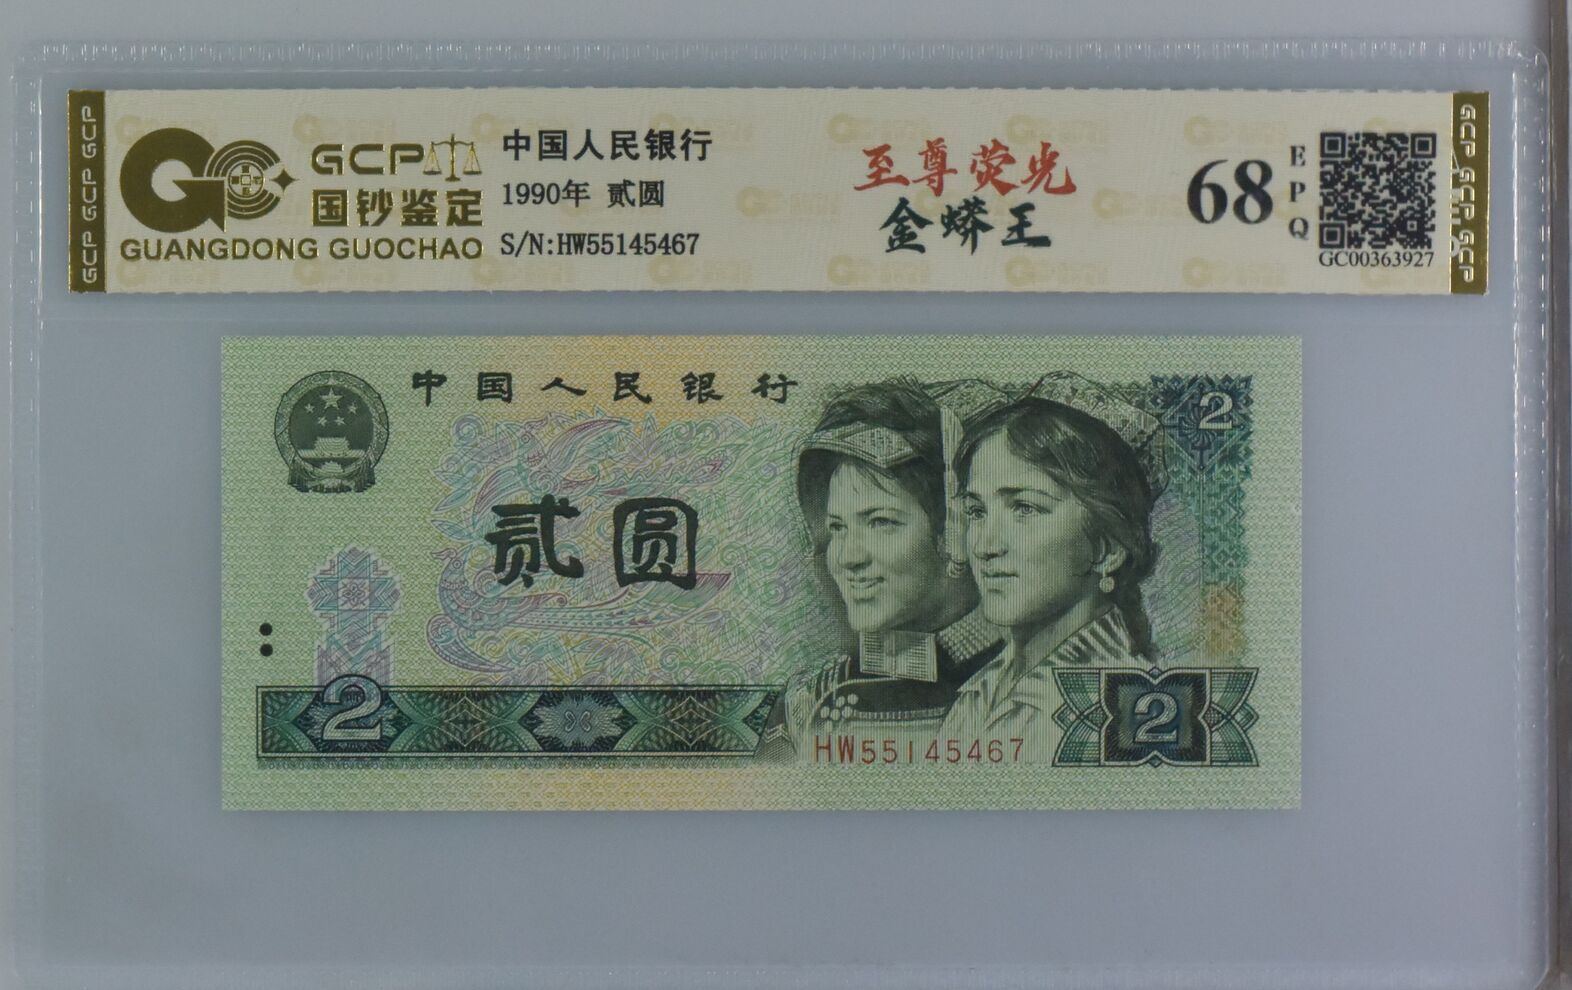 GCP GCP GCP
GCP
国钞鉴定
GUANGDONG GUOCHAO
中国人民银行
1990年 贰圆
S/N:HW55145467
至尊荧光
金蟒王
68
EPQ
GC00363927
GCP GCP GCP
中国人民银行
2
贰圆
2
HW55145467
2